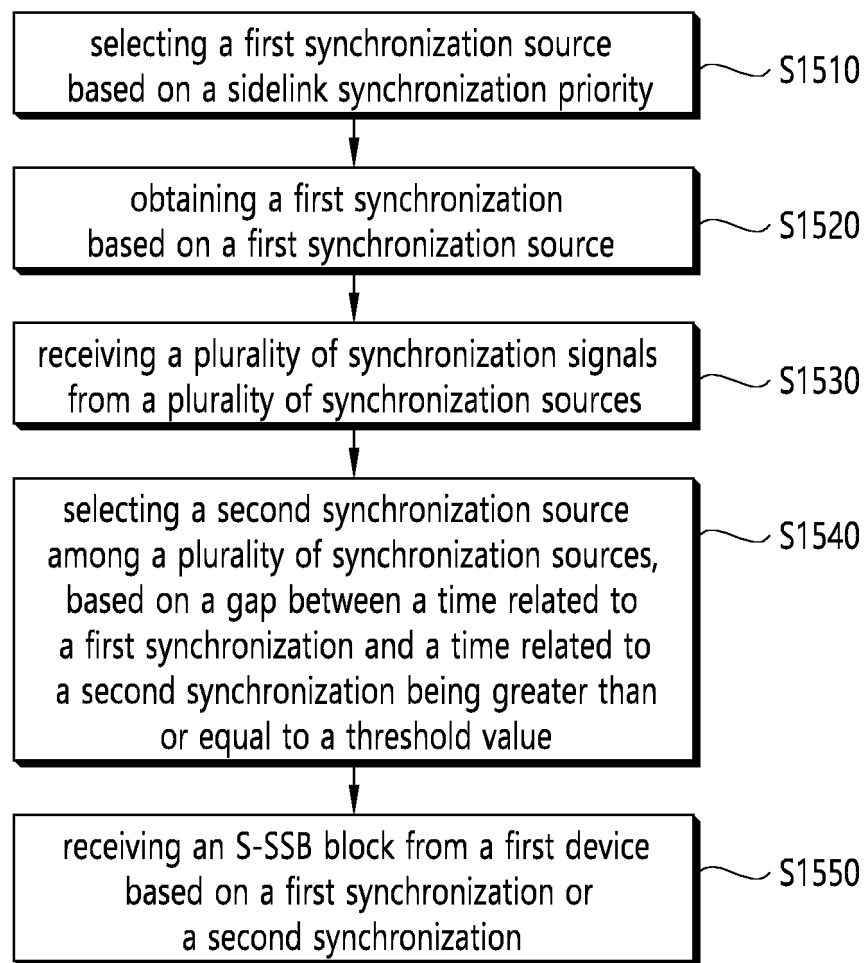 selecting a first synchronization source
based on a sidelink synchronization priority
S1510
obtaining a first synchronization
based on a first synchronization source
S1520
receiving a plurality of synchronization signals
from a plurality of synchronization sources
S1530
selecting a second synchronization source
among a plurality of synchronization sources,
based on a gap between a time related to
a first synchronization and a time related to
a second synchronization being greater than
or equal to a threshold value
S1540
receiving an S-SSB block from a first device
based on a first synchronization or
a second synchronization
S1550